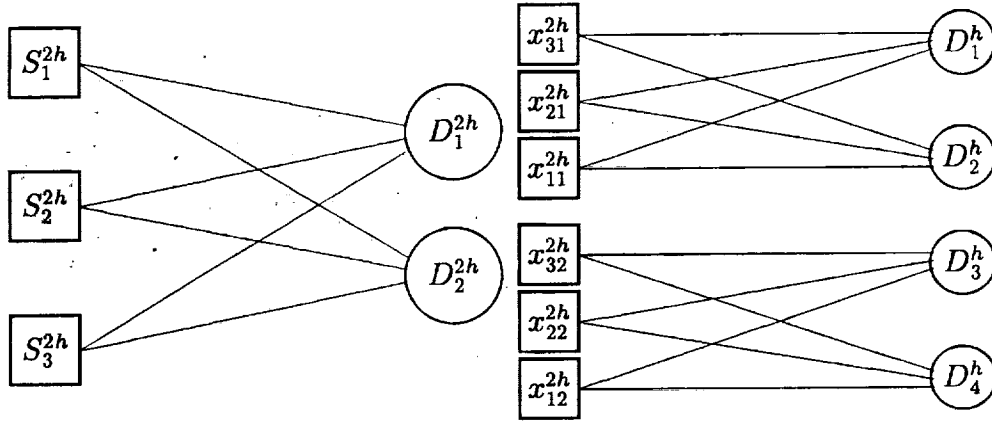 S_1^{2h}
S_2^{2h}
S_3^{2h}
D_1^{2h}
D_2^{2h}
x_{31}^{2h}
x_{21}^{2h}
x_{11}^{2h}
D_1^h
D_2^h
x_{32}^{2h}
x_{22}^{2h}
x_{12}^{2h}
D_3^h
D_4^h